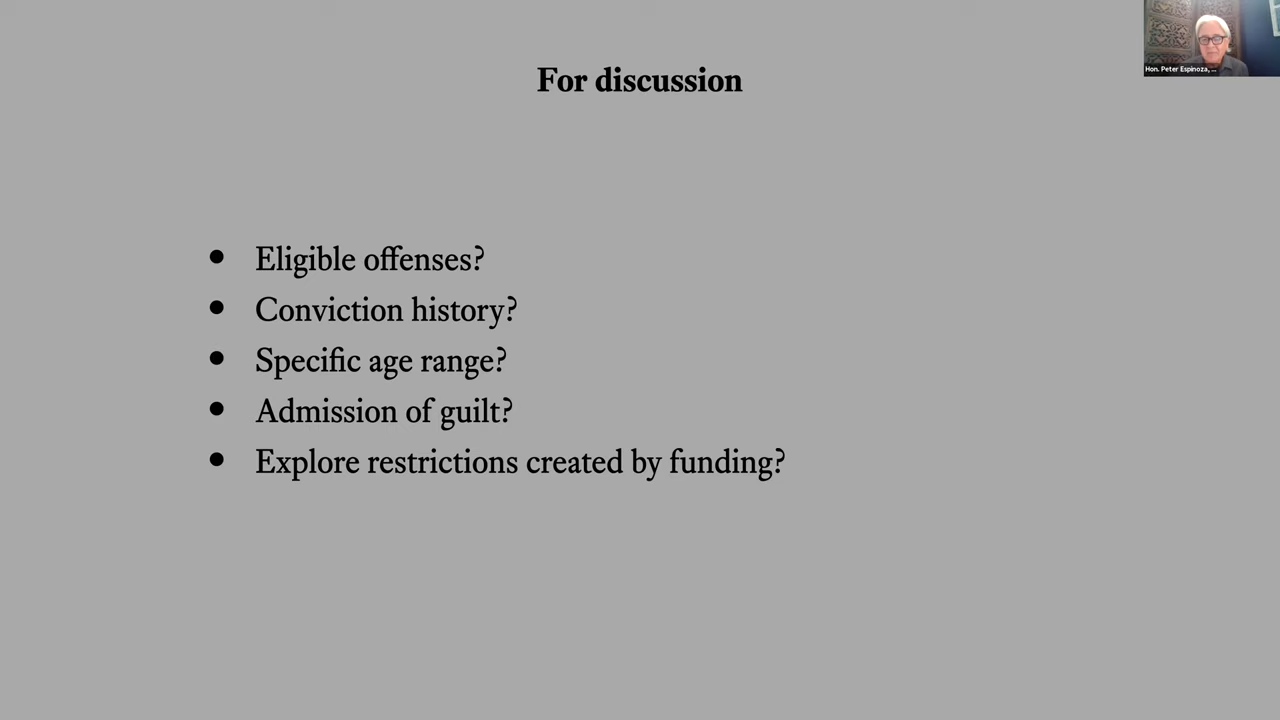 For discussion
Hon. Peter Espinoza, ...
• Eligible offenses?
• Conviction history?
• Specific age range?
• Admission of guilt?
• Explore restrictions created by funding?